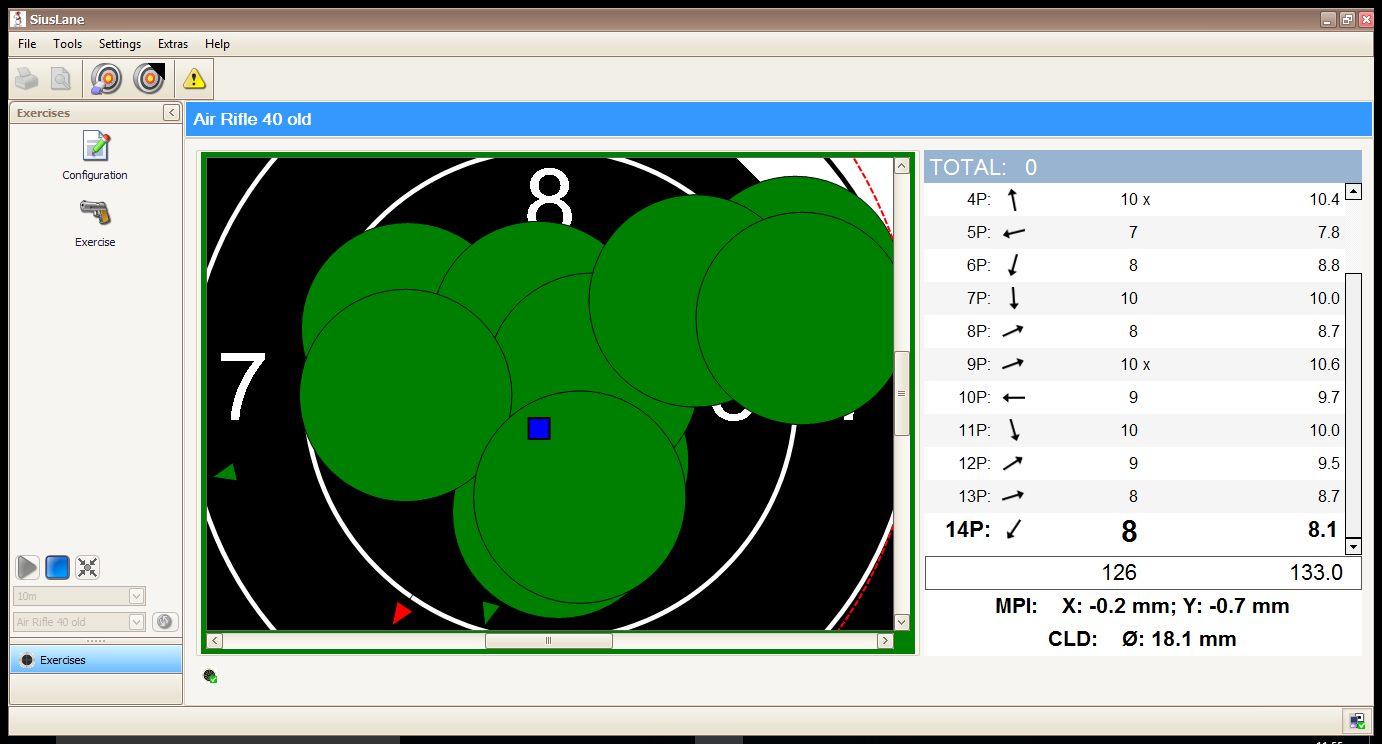 SiusLane
File Tools Settings Extras Help
Exercises
Configuration
Exercise
10m
Air Rifle 40 old
Exercises
Air Rifle 40 old
8
7
TOTAL: 0
4P: 10 x 10.4
5P: 7 7.8
6P: 8 8.8
7P: 10 10.0
8P: 8 8.7
9P: 10 x 10.6
10P: 9 9.7
11P: 10 10.0
12P: 9 9.5
13P: 8 8.7
14P: 8 8.1
126 133.0
MPI: X: -0.2 mm; Y: -0.7 mm
CLD: Ø: 18.1 mm